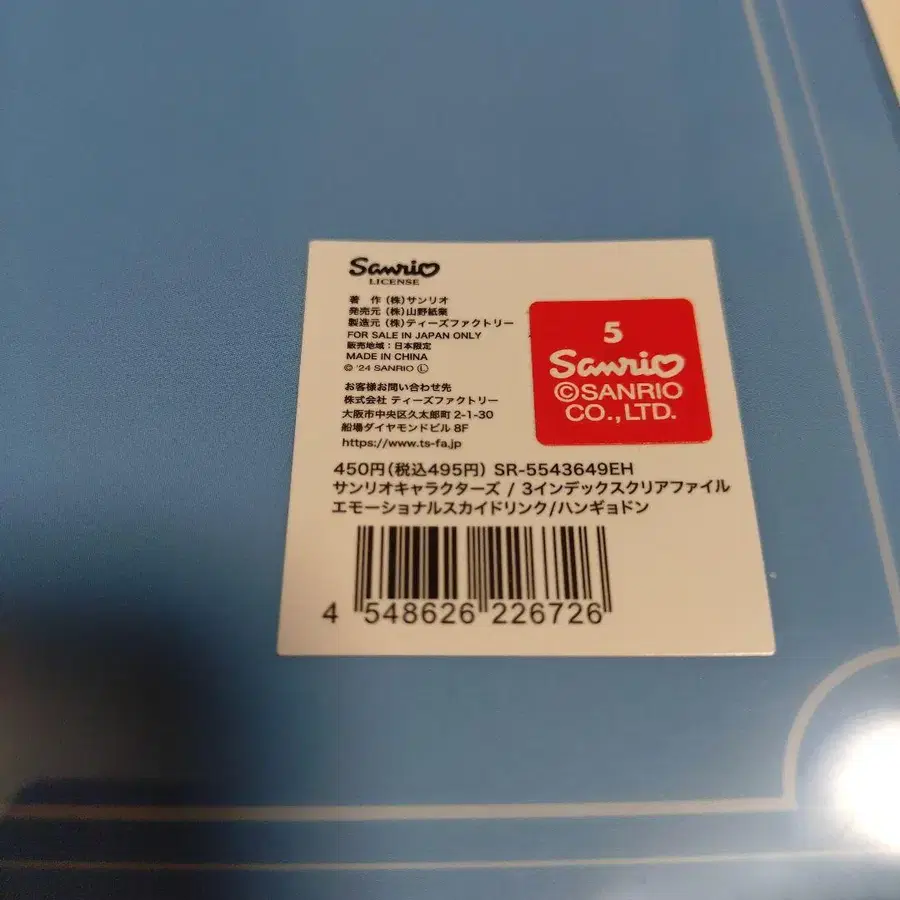 Sanrio
LICENSE
著 作 (株)サンリオ
発売元 (株)山野紙業
製造元 (株)ティーズファクトリー
FOR SALE IN JAPAN ONLY
販売地域：日本限定
MADE IN CHINA
© '24 SANRIO Ⓛ
お客様お問い合わせ先
株式会社 ティーズファクトリー
大阪市中央区久太郎町 2-1-30
船場ダイヤモンドビル 8F
https://www.ts-fa.jp
5
Sanrio
©SANRIO
CO.,LTD.
450円(税込495円) SR-5543649EH
サンリオキャラクターズ / 3インデックスクリアファイル
エモーショナルスカイドリンク/ハンギョドン
4 548626 226726